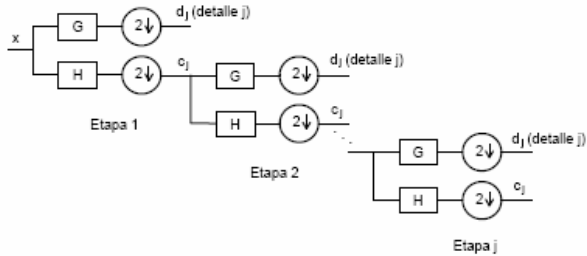 G 2↓ dj (detalle j)
x
H 2↓ cj
G 2↓ dj (detalle j)
Etapa 1
H 2↓ cj
Etapa 2
G 2↓ dj (detalle j)
H 2↓ cj
Etapa j